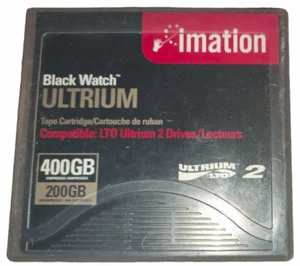 imation
Black Watch™
ULTRIUM
Tape Cartridge/Cartouche de ruban
Compatible: LTO Ultrium 2 Drives/Lecteurs
400GB
200GB
ULTRIUM
LTO 2